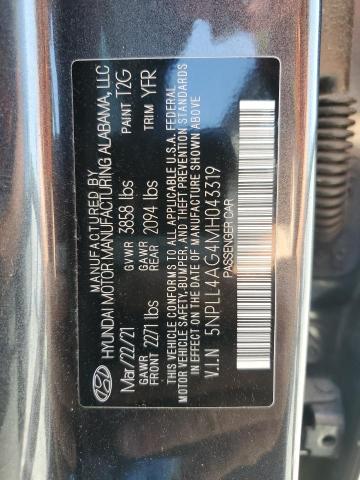 MANUFACTURED BY
HYUNDAI MOTOR MANUFACTURING ALABAMA, LLC
Mar/22/21 GVWR 3858 lbs PAINT T2G
GAWR FRONT 2271 lbs GAWR REAR 2094 lbs TRIM YFR
THIS VEHICLE CONFORMS TO ALL APPLICABLE U.S.A. FEDERAL
MOTOR VEHICLE SAFETY, BUMPER, AND THEFT PREVENTION STANDARDS
IN EFFECT ON THE DATE OF MANUFACTURE SHOWN ABOVE.
V.I.N 5NPLL4AG4MH043319
PASSENGER CAR